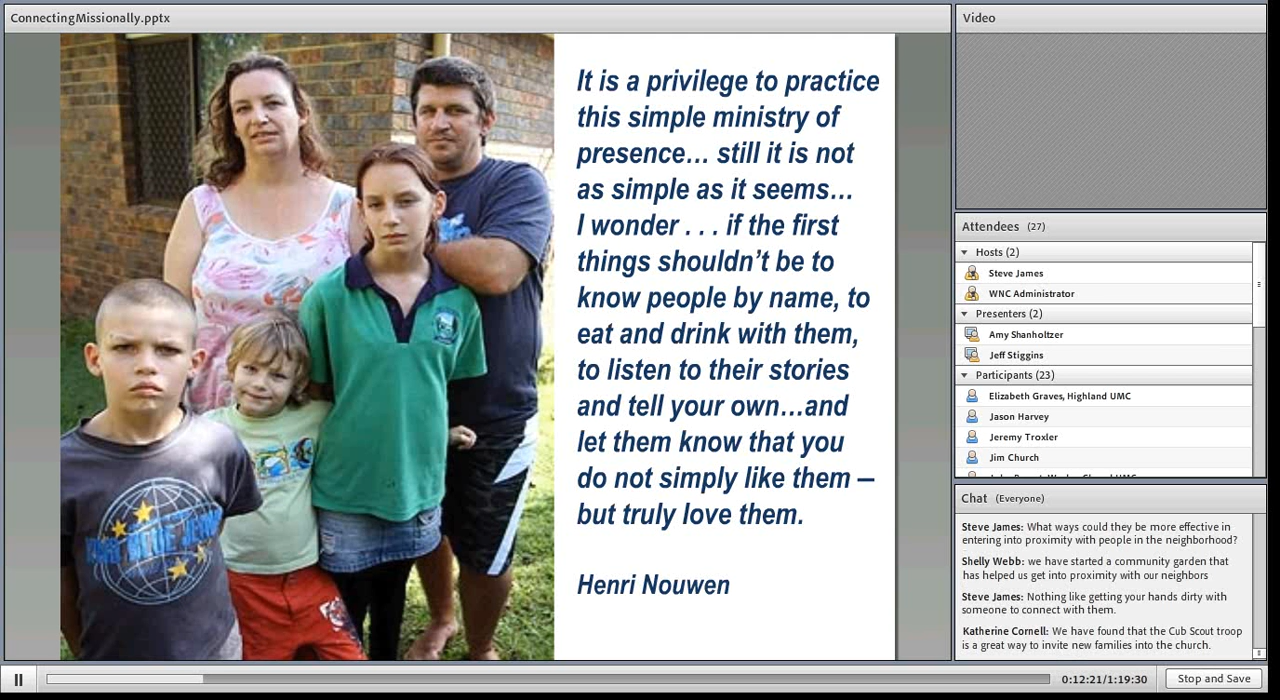 ConnectingMissionally.pptx
It is a privilege to practice
this simple ministry of
presence... still it is not
as simple as it seems...
I wonder . . . if the first
things shouldn't be to
know people by name, to
eat and drink with them,
to listen to their stories
and tell your own...and
let them know that you
do not simply like them –
but truly love them.
Henri Nouwen
Video
Attendees (27)
Hosts (2)
Steve James
WNC Administrator
Presenters (2)
Amy Shanholtzer
Jeff Stiggins
Participants (23)
Elizabeth Graves, Highland UMC
Jason Harvey
Jeremy Troxler
Jim Church
Chat (Everyone)
Steve James: What ways could they be more effective in
entering into proximity with people in the neighborhood?
Shelly Webb: we have started a community garden that
has helped us get into proximity with our neighbors
Steve James: Nothing like getting your hands dirty with
someone to connect with them.
Katherine Cornell: We have found that the Cub Scout troop
is a great way to invite new families into the church.
0:12:21/1:19:30
Stop and Save